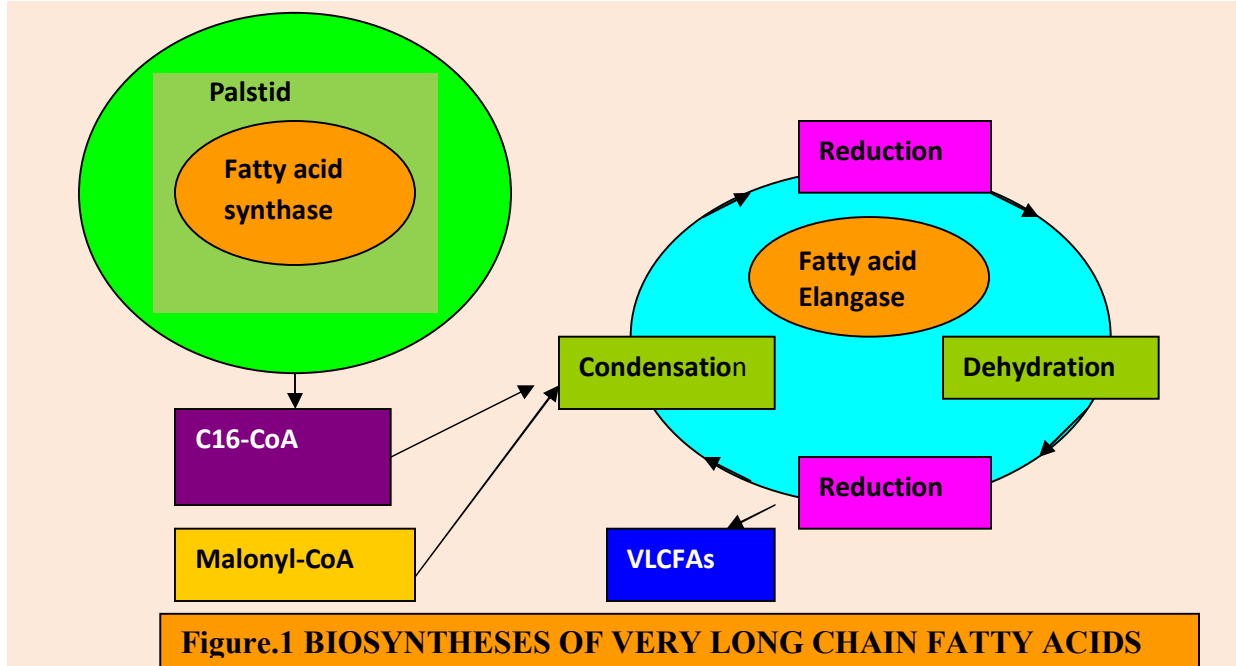 Palstid
Fatty acid
synthase
C16-CoA
Malonyl-CoA
Reduction
Fatty acid
Elangase
Condensation
Dehydration
Reduction
VLCFAs
Figure.1 BIOSYNTHESES OF VERY LONG CHAIN FATTY ACIDS